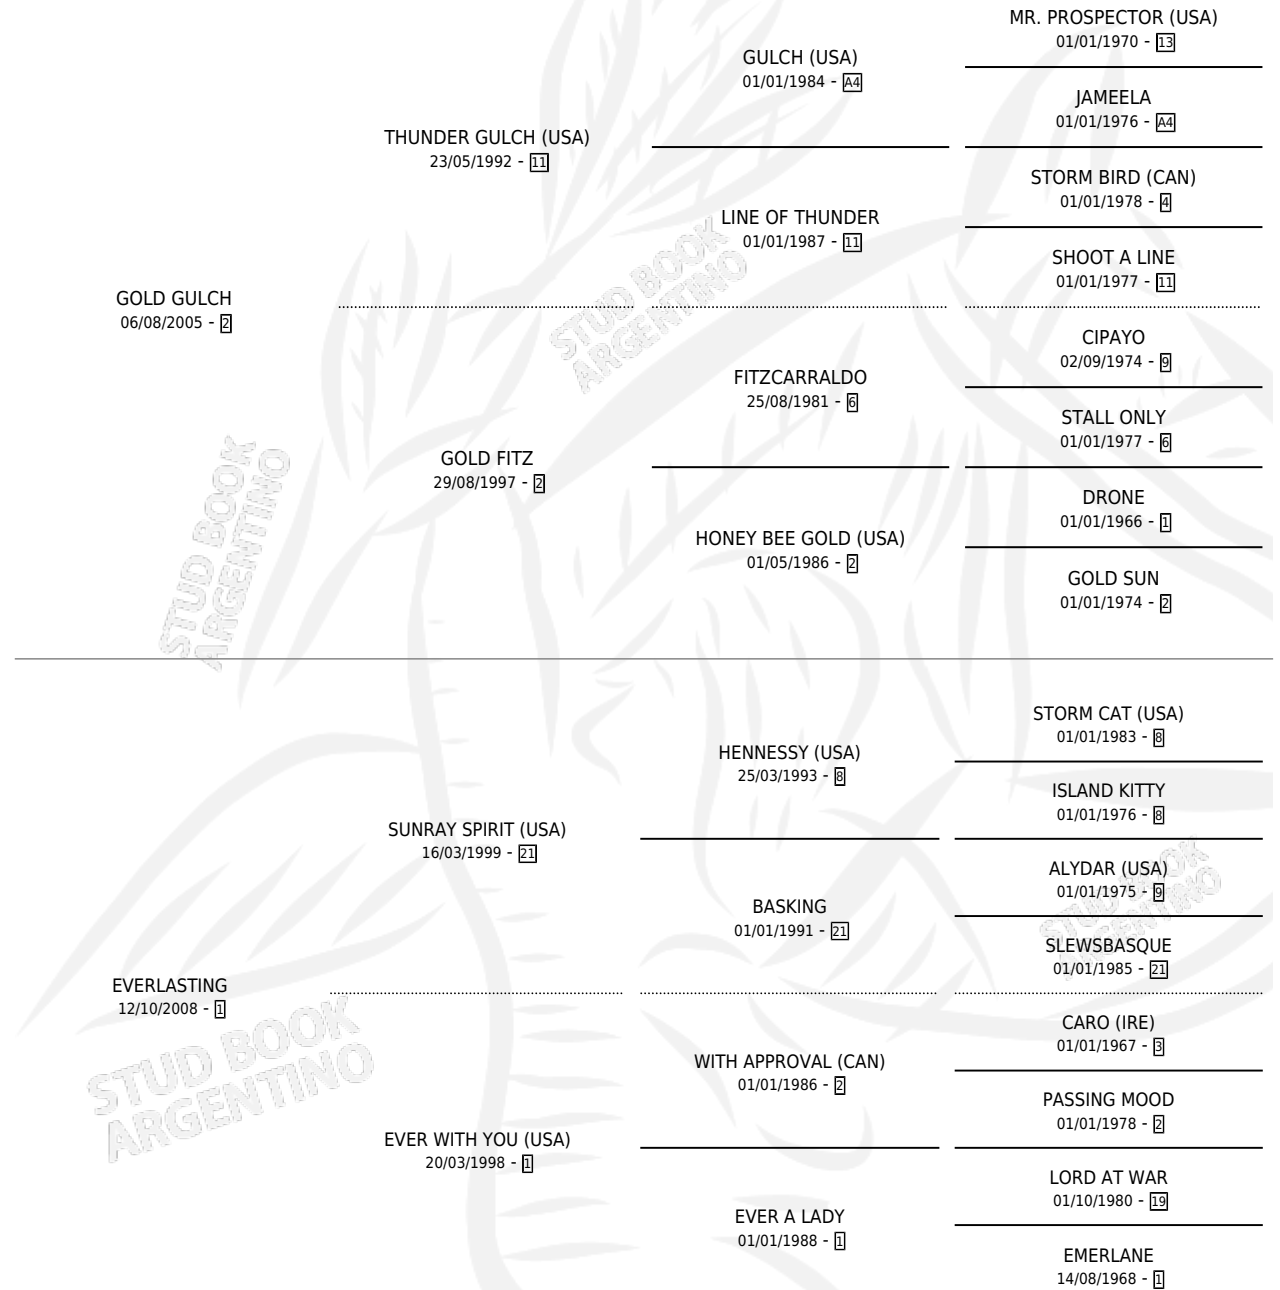 MR. PROSPECTOR (USA)
01/01/1970 - 13
GULCH (USA)
01/01/1984 - A4
JAMEELA
01/01/1976 - A4
THUNDER GULCH (USA)
23/05/1992 - 11
STORM BIRD (CAN)
01/01/1978 - 4
LINE OF THUNDER
01/01/1987 - 11
SHOOT A LINE
01/01/1977 - 11
GOLD GULCH
06/08/2005 - 2
CIPAYO
02/09/1974 - 9
FITZCARRALDO
25/08/1981 - 6
STALL ONLY
01/01/1977 - 6
GOLD FITZ
29/08/1997 - 2
DRONE
01/01/1966 - 1
HONEY BEE GOLD (USA)
01/05/1986 - 2
GOLD SUN
01/01/1974 - 2
STORM CAT (USA)
01/01/1983 - 8
HENNESSY (USA)
25/03/1993 - 8
ISLAND KITTY
01/01/1976 - 8
SUNRAY SPIRIT (USA)
16/03/1999 - 21
ALYDAR (USA)
01/01/1975 - 9
BASKING
01/01/1991 - 21
SLEWSBASQUE
01/01/1985 - 21
EVERLASTING
12/10/2008 - 1
CARO (IRE)
01/01/1967 - 3
WITH APPROVAL (CAN)
01/01/1986 - 2
PASSING MOOD
01/01/1978 - 2
EVER WITH YOU (USA)
20/03/1998 - 1
LORD AT WAR
01/10/1980 - 19
EVER A LADY
01/01/1988 - 1
EMERLANE
14/08/1968 - 1
STUD BOOK
ARGENTINO
STUD BOOK
ARGENTINO
STUD BOOK
ARGENTINO
STUD BOOK
ARGENTINO